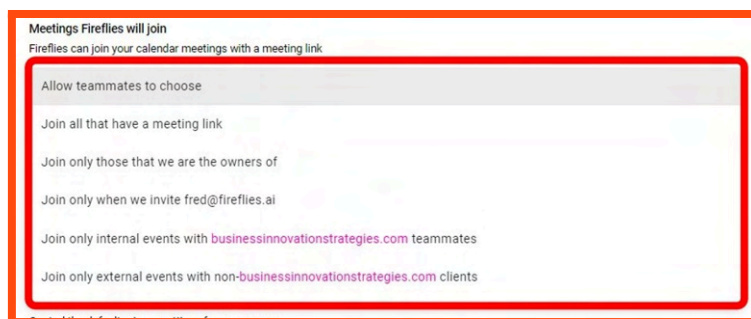 Meetings Fireflies will join
Fireflies can join your calendar meetings with a meeting link
Allow teammates to choose
Join all that have a meeting link
Join only those that we are the owners of
Join only when we invite fred@fireflies.ai
Join only internal events with businessinnovationstrategies.com teammates
Join only external events with non-businessinnovationstrategies.com clients